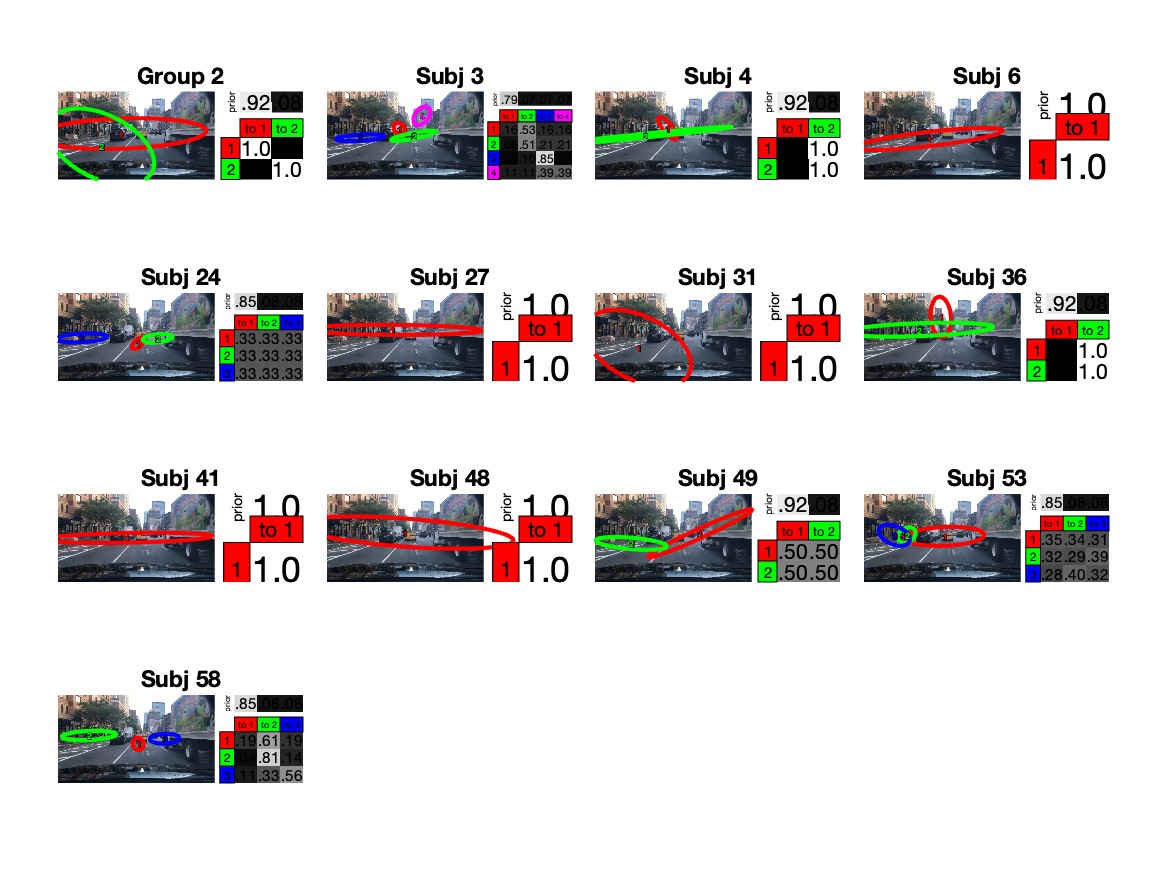 Group 2
prior .92 .08
to 1 to 2
1 1.0
2 1.0
Subj 3
prior .79 .07 .07 .07
to 1 to 2 to 3 to 4
1 .16 .53 .16 .16
2 .51 .21 .21
3 .10 .85
4 .11 .11 .39 .39
Subj 4
prior .92 .08
to 1 to 2
1 1.0
2 1.0
Subj 6
prior 1.0
to 1
1 1.0
Subj 24
prior .85 .08 .08
to 1 to 2 to 3
1 .33 .33 .33
2 .33 .33 .33
3 .33 .33 .33
Subj 27
prior 1.0
to 1
1 1.0
Subj 31
prior 1.0
to 1
1 1.0
Subj 36
prior .92 .08
to 1 to 2
1 1.0
2 1.0
Subj 41
prior 1.0
to 1
1 1.0
Subj 48
prior 1.0
to 1
1 1.0
Subj 49
prior .92 .08
to 1 to 2
1 .50 .50
2 .50 .50
Subj 53
prior .85 .08 .08
to 1 to 2 to 3
1 .35 .34 .31
2 .32 .29 .39
3 .28 .40 .32
Subj 58
prior .85 .08 .08
to 1 to 2 to 3
1 .19 .61 .19
2 .81 .14
3 .11 .33 .56